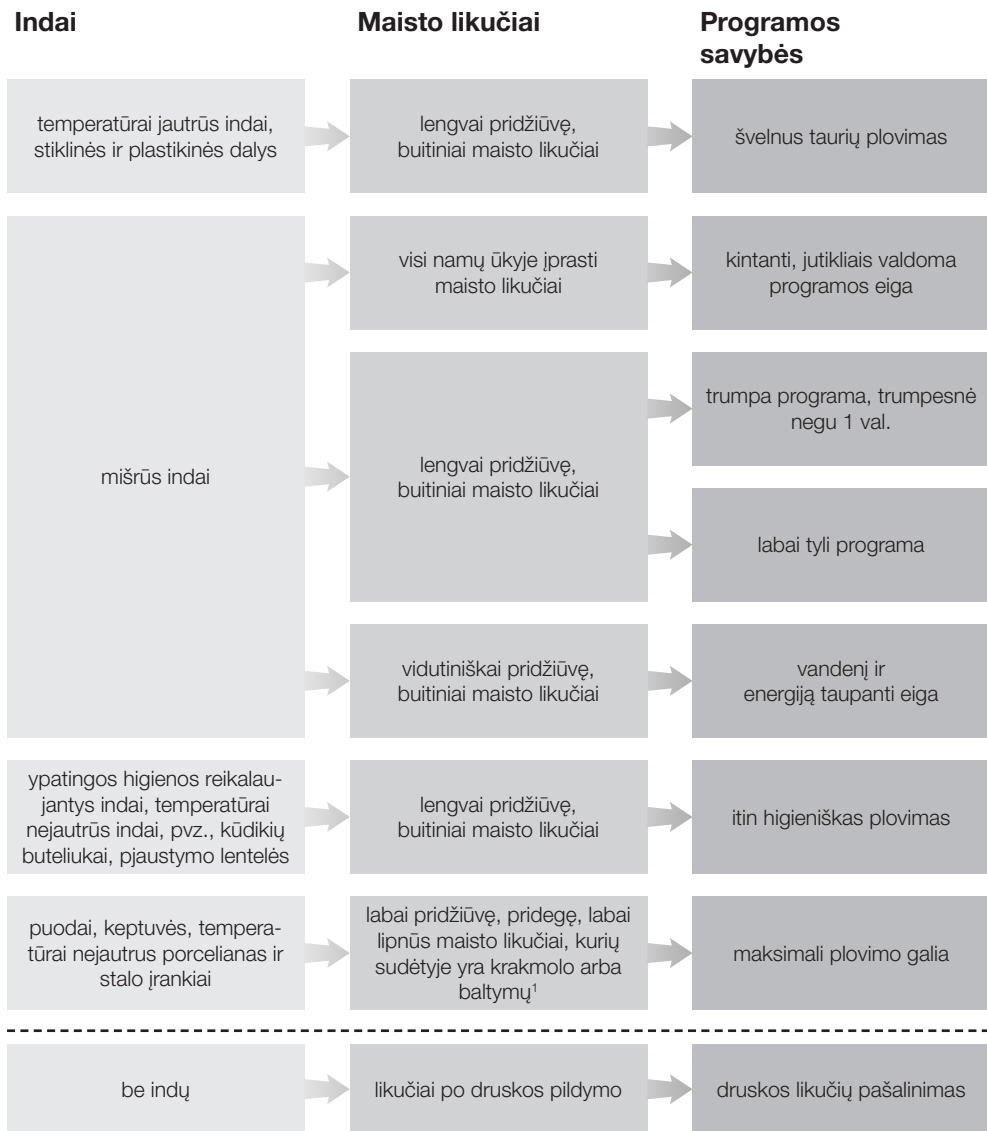 Indai
Maisto likučiai
Programos
savybės
temperatūrai jautrūs indai,
stiklinės ir plastikinės dalys
lengvai pridžiūvę,
buitiniai maisto likučiai
švelnus taurių plovimas
mišrūs indai
visi namų ūkyje įprasti
maisto likučiai
kintanti, jutikliais valdoma
programos eiga
lengvai pridžiūvę,
buitiniai maisto likučiai
trumpa programa, trumpesnė
negu 1 val.
labai tyli programa
vidutiniškai pridžiūvę,
buitiniai maisto likučiai
vandenį ir
energiją taupanti eiga
ypatingos higienos reikalau-
jantys indai, temperatūrai
nejautrūs indai, pvz., kūdikių
buteliukai, pjaustymo lentelės
lengvai pridžiūvę,
buitiniai maisto likučiai
itin higieniškas plovimas
puodai, keptuvės, tempera-
tūrai nejautrus porcelianas ir
stalo įrankiai
labai pridžiūvę, pridegę, labai
lipnūs maisto likučiai, kurių
sudėtyje yra krakmolo arba
baltymų¹
maksimali plovimo galia
be indų
likučiai po druskos pildymo
druskos likučių pašalinimas